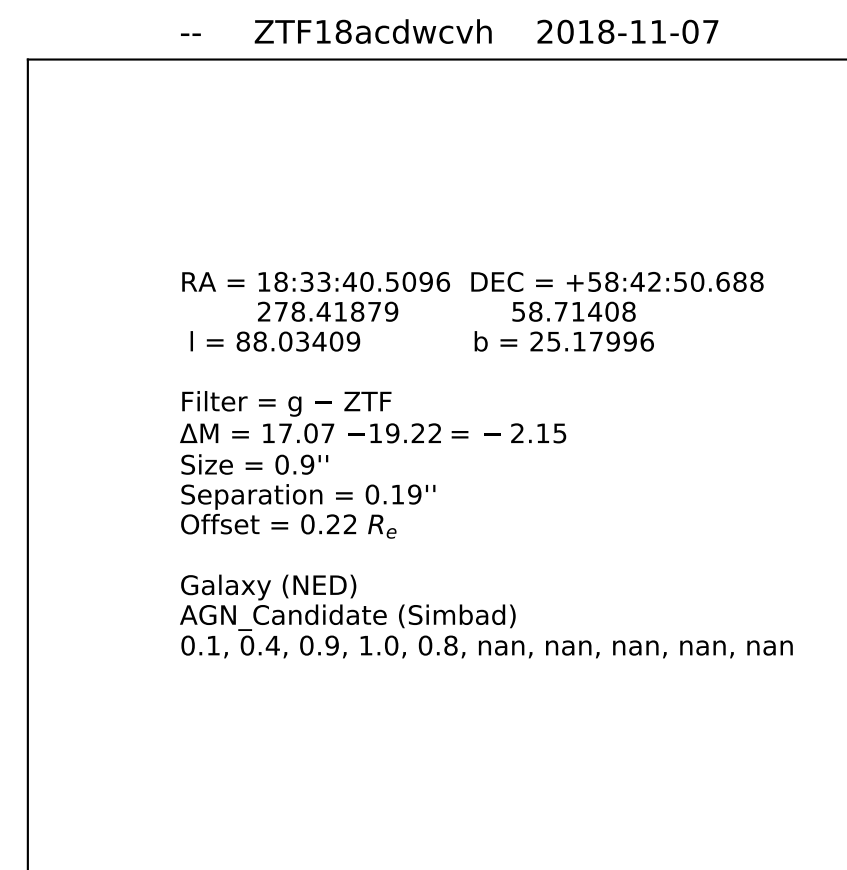 -- ZTF18acdwcvh 2018-11-07
RA = 18:33:40.5096 DEC = +58:42:50.688
278.41879 58.71408
l = 88.03409 b = 25.17996
Filter = g − ZTF
ΔM = 17.07 −19.22 = − 2.15
Size = 0.9''
Separation = 0.19''
Offset = 0.22 Rₑ
Galaxy (NED)
AGN_Candidate (Simbad)
0.1, 0.4, 0.9, 1.0, 0.8, nan, nan, nan, nan, nan